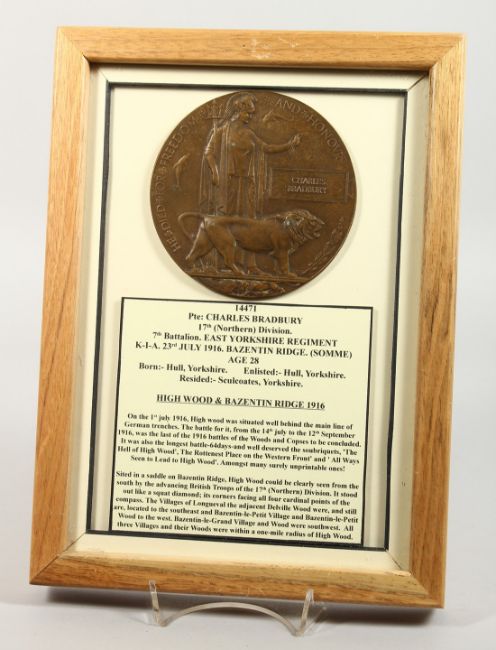 HE DIED FOR FREEDOM AND HONOUR
CHARLES
BRADBURY
14471
Pte: CHARLES BRADBURY
17th (Northern) Division.
7th Battalion. EAST YORKSHIRE REGIMENT
K-I-A. 23rd JULY 1916. BAZENTIN RIDGE. (SOMME)
AGE 28
Born:- Hull, Yorkshire. Enlisted:- Hull, Yorkshire.
Resided:- Sculcoates, Yorkshire.
HIGH WOOD & BAZENTIN RIDGE 1916
On the 1st july 1916, High wood was situated well behind the main line of
German trenches. The battle for it, from the 14th july to the 12th September
1916, was the last of the 1916 battles of the Woods and Copses to be concluded.
It was also the longest battle-64days-and well deserved the soubriquets, 'The
Hell of High Wood', The Rottenest Place on the Western Front' and ' All Ways
Seen to Lead to High Wood'. Amongst many surely unprintable ones!
Sited in a saddle on Bazentin Ridge, High Wood could be clearly seen from the
south by the advancing British Troops of the 17th (Northern) Division. It stood
out like a squat diamond; its corners facing all four cardinal points of the
compass. The Villages of Longueval the adjacent Delville Wood were, and still
are, located to the southeast and Bazentin-le-Petit Village and Bazentin-le-Petit
Wood to the west. Bazentin-le-Grand Village and Wood were southwest. All
three Villages and their Woods were within a one-mile radius of High Wood.